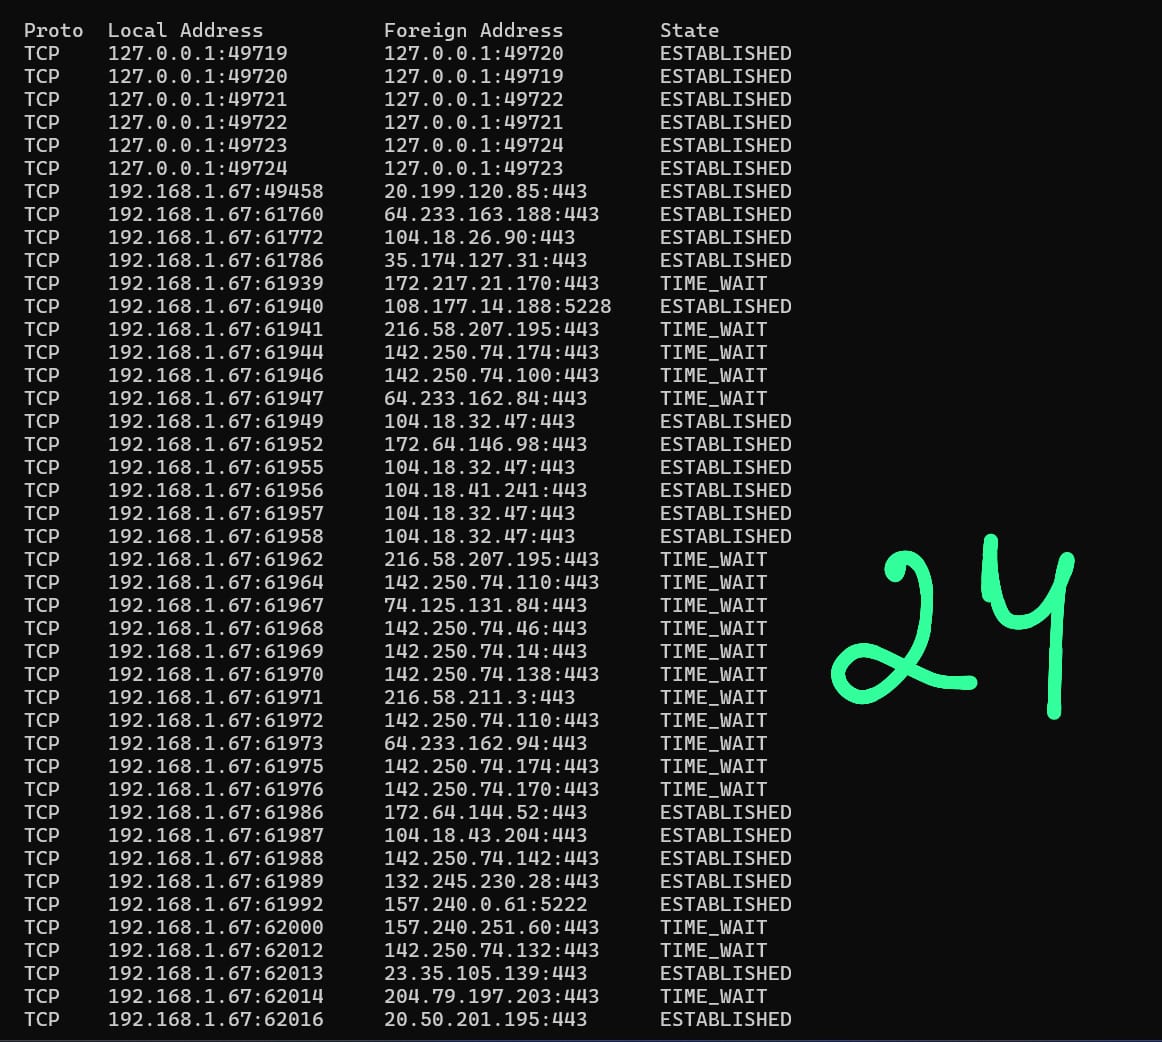 Proto  Local Address          Foreign Address        State
TCP    127.0.0.1:49719        127.0.0.1:49720        ESTABLISHED
TCP    127.0.0.1:49720        127.0.0.1:49719        ESTABLISHED
TCP    127.0.0.1:49721        127.0.0.1:49722        ESTABLISHED
TCP    127.0.0.1:49722        127.0.0.1:49721        ESTABLISHED
TCP    127.0.0.1:49723        127.0.0.1:49724        ESTABLISHED
TCP    127.0.0.1:49724        127.0.0.1:49723        ESTABLISHED
TCP    192.168.1.67:49458     20.199.120.85:443      ESTABLISHED
TCP    192.168.1.67:61760     64.233.163.188:443     ESTABLISHED
TCP    192.168.1.67:61772     104.18.26.90:443       ESTABLISHED
TCP    192.168.1.67:61786     35.174.127.31:443      ESTABLISHED
TCP    192.168.1.67:61939     172.217.21.170:443     TIME_WAIT
TCP    192.168.1.67:61940     108.177.14.188:5228    ESTABLISHED
TCP    192.168.1.67:61941     216.58.207.195:443     TIME_WAIT
TCP    192.168.1.67:61944     142.250.74.174:443     TIME_WAIT
TCP    192.168.1.67:61946     142.250.74.100:443     TIME_WAIT
TCP    192.168.1.67:61947     64.233.162.84:443      TIME_WAIT
TCP    192.168.1.67:61949     104.18.32.47:443       ESTABLISHED
TCP    192.168.1.67:61952     172.64.146.98:443      ESTABLISHED
TCP    192.168.1.67:61955     104.18.32.47:443       ESTABLISHED
TCP    192.168.1.67:61956     104.18.41.241:443      ESTABLISHED
TCP    192.168.1.67:61957     104.18.32.47:443       ESTABLISHED
TCP    192.168.1.67:61958     104.18.32.47:443       ESTABLISHED
TCP    192.168.1.67:61962     216.58.207.195:443     TIME_WAIT
TCP    192.168.1.67:61964     142.250.74.110:443     TIME_WAIT
TCP    192.168.1.67:61967     74.125.131.84:443      TIME_WAIT
TCP    192.168.1.67:61968     142.250.74.46:443      TIME_WAIT
TCP    192.168.1.67:61969     142.250.74.14:443      TIME_WAIT
TCP    192.168.1.67:61970     142.250.74.138:443     TIME_WAIT
TCP    192.168.1.67:61971     216.58.211.3:443       TIME_WAIT
TCP    192.168.1.67:61972     142.250.74.110:443     TIME_WAIT
TCP    192.168.1.67:61973     64.233.162.94:443      TIME_WAIT
TCP    192.168.1.67:61975     142.250.74.174:443     TIME_WAIT
TCP    192.168.1.67:61976     142.250.74.170:443     TIME_WAIT
TCP    192.168.1.67:61986     172.64.144.52:443      ESTABLISHED
TCP    192.168.1.67:61987     104.18.43.204:443      ESTABLISHED
TCP    192.168.1.67:61988     142.250.74.142:443     ESTABLISHED
TCP    192.168.1.67:61989     132.245.230.28:443     ESTABLISHED
TCP    192.168.1.67:61992     157.240.0.61:5222      ESTABLISHED
TCP    192.168.1.67:62000     157.240.251.60:443     TIME_WAIT
TCP    192.168.1.67:62012     142.250.74.132:443     TIME_WAIT
TCP    192.168.1.67:62013     23.35.105.139:443      ESTABLISHED
TCP    192.168.1.67:62014     204.79.197.203:443     TIME_WAIT
TCP    192.168.1.67:62016     20.50.201.195:443      ESTABLISHED
24